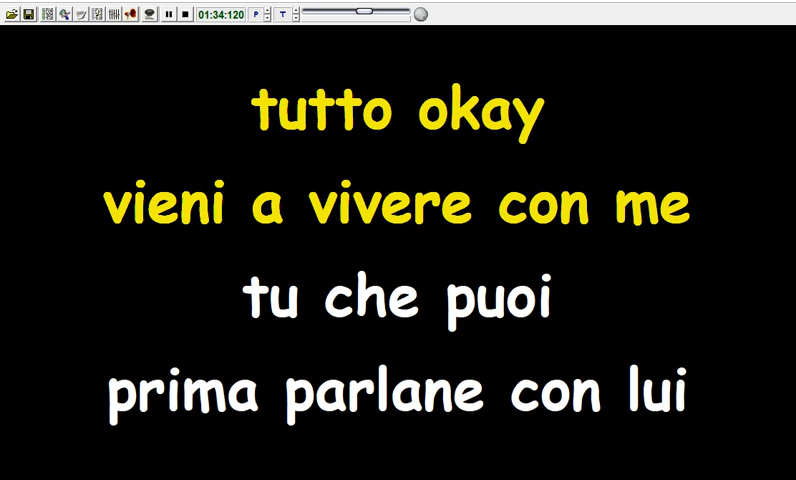 01:34:120 P T
tutto okay
vieni a vivere con me
tu che puoi
prima parlane con lui